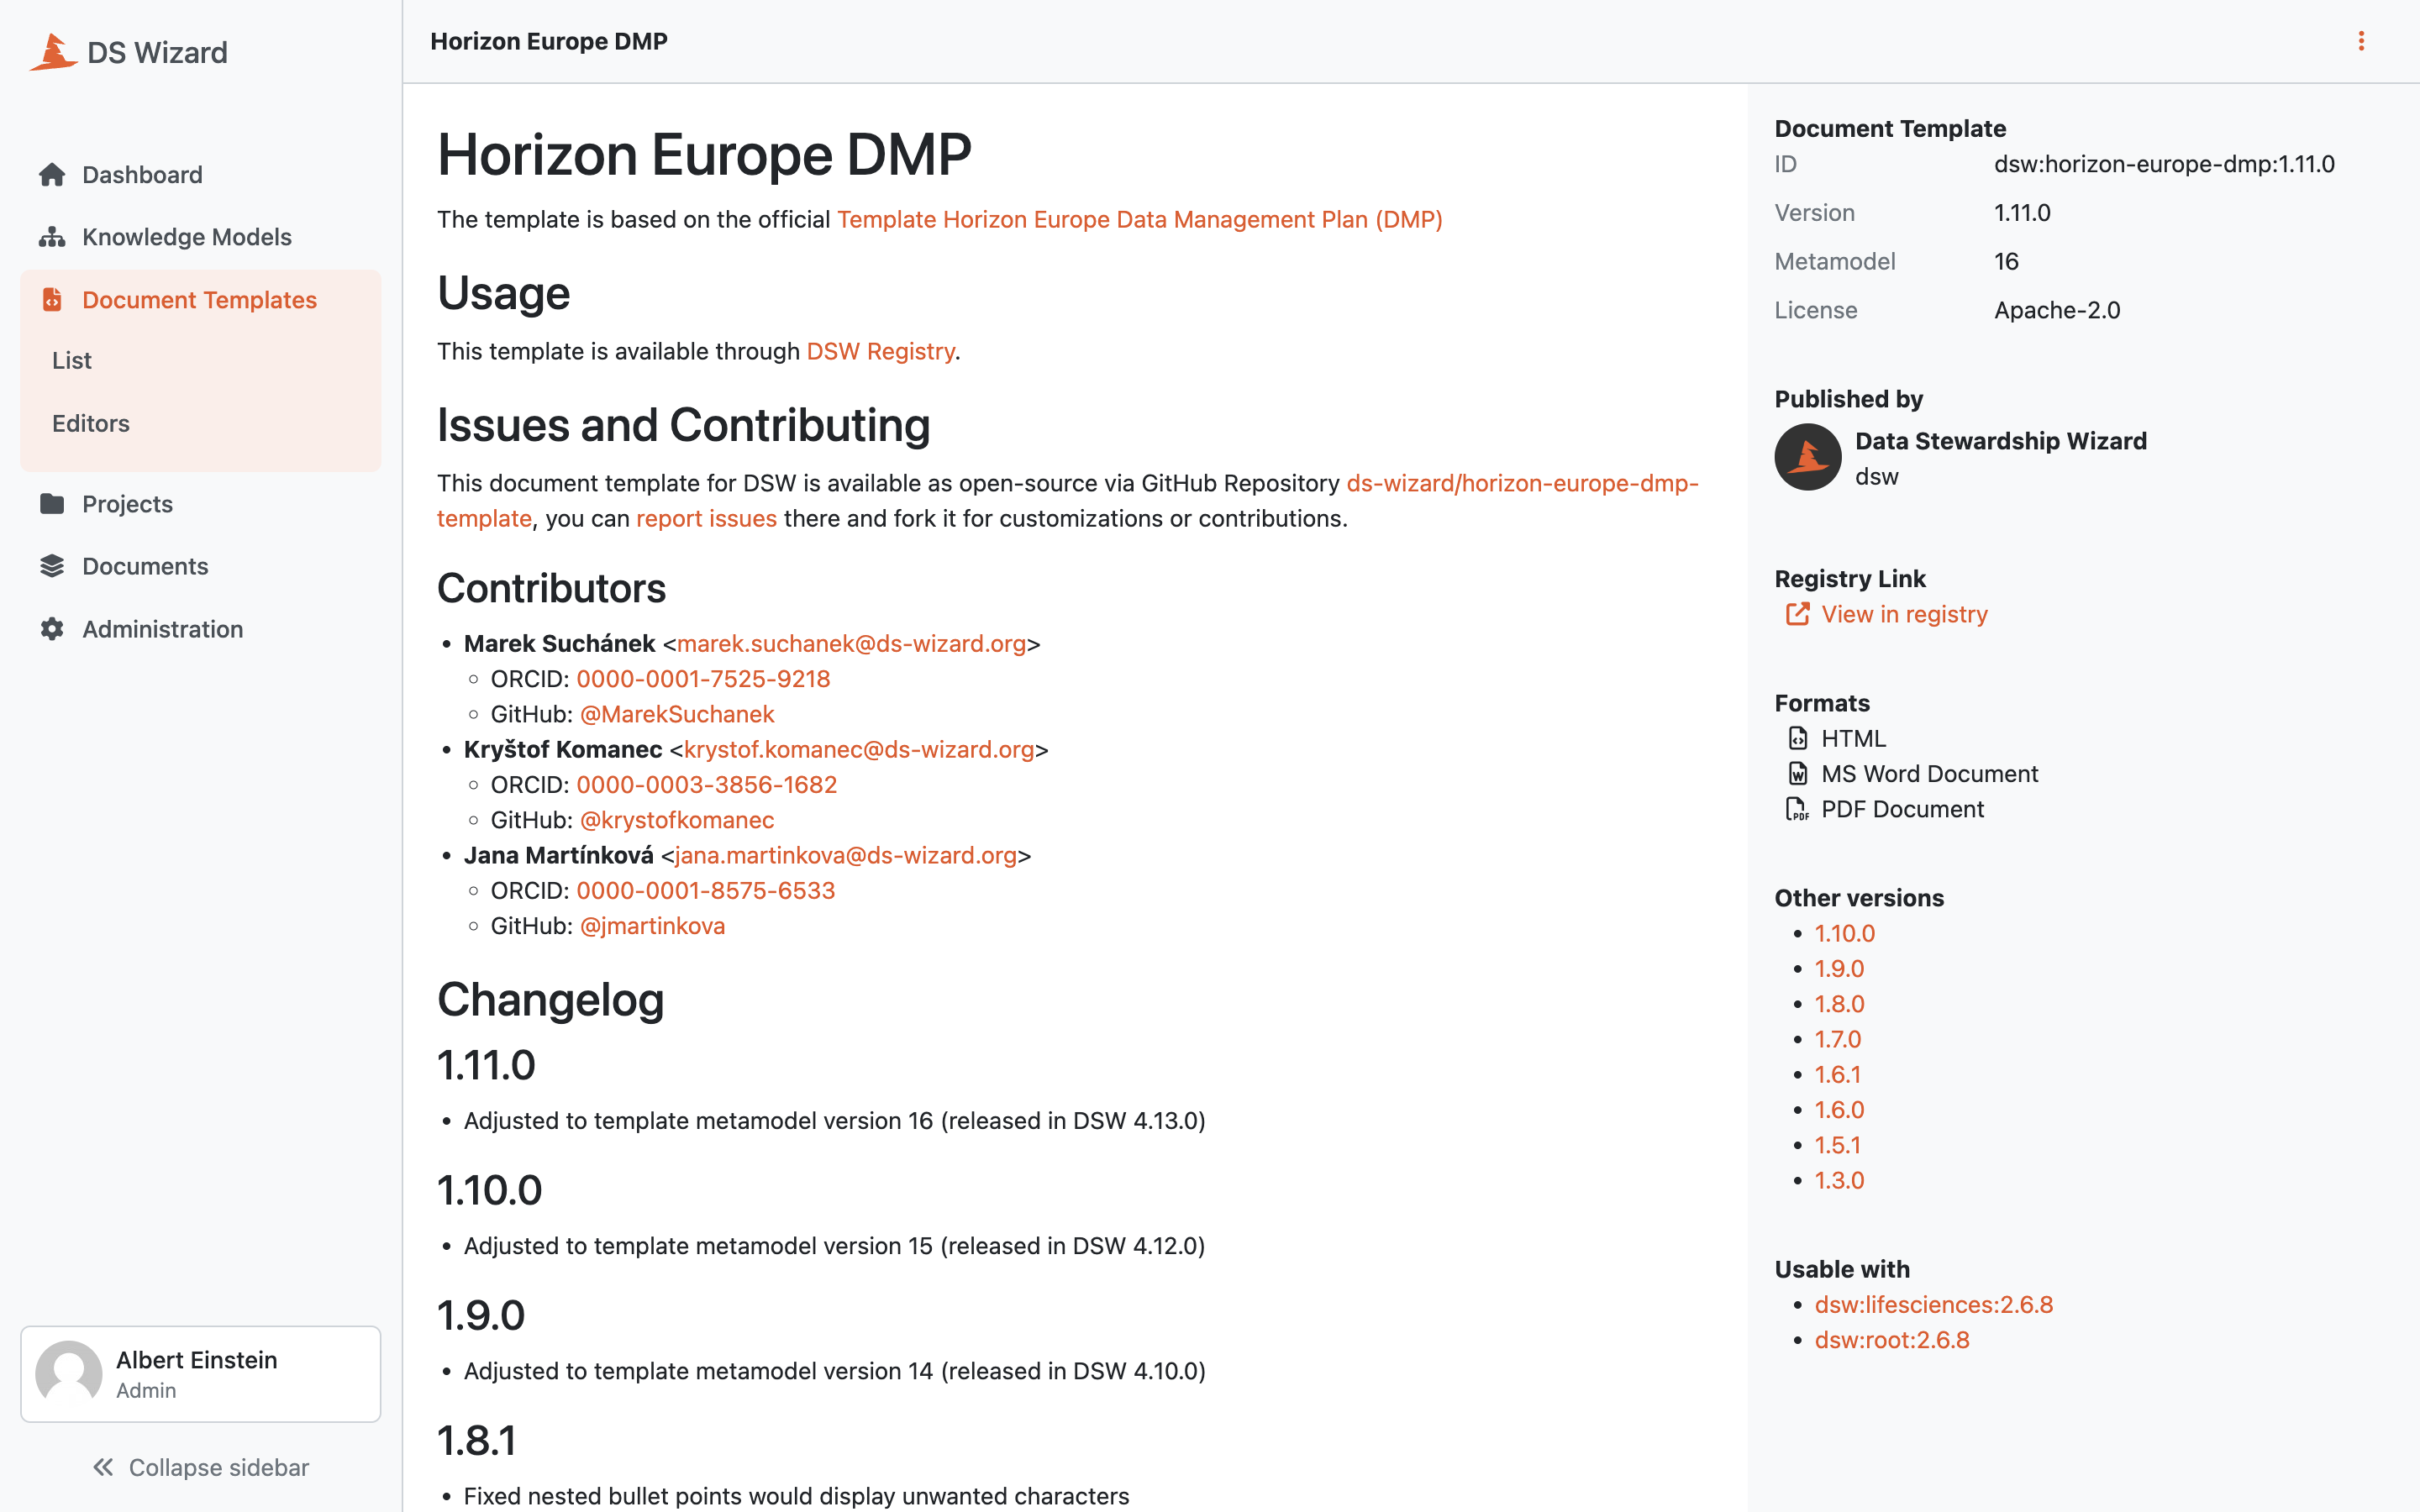 DS Wizard
Dashboard
Knowledge Models
Document Templates
List
Editors
Projects
Documents
Administration
Albert Einstein
Admin
Collapse sidebar
Horizon Europe DMP
Horizon Europe DMP
The template is based on the official Template Horizon Europe Data Management Plan (DMP)
Usage
This template is available through DSW Registry.
Issues and Contributing
This document template for DSW is available as open-source via GitHub Repository ds-wizard/horizon-europe-dmp-
template, you can report issues there and fork it for customizations or contributions.
Contributors
• Marek Suchánek <marek.suchanek@ds-wizard.org>
◦ ORCID: 0000-0001-7525-9218
◦ GitHub: @MarekSuchanek
• Kryštof Komanec <krystof.komanec@ds-wizard.org>
◦ ORCID: 0000-0003-3856-1682
◦ GitHub: @krystofkomanec
• Jana Martínková <jana.martinkova@ds-wizard.org>
◦ ORCID: 0000-0001-8575-6533
◦ GitHub: @jmartinkova
Changelog
1.11.0
• Adjusted to template metamodel version 16 (released in DSW 4.13.0)
1.10.0
• Adjusted to template metamodel version 15 (released in DSW 4.12.0)
1.9.0
• Adjusted to template metamodel version 14 (released in DSW 4.10.0)
1.8.1
• Fixed nested bullet points would display unwanted characters
Document Template
ID dsw:horizon-europe-dmp:1.11.0
Version 1.11.0
Metamodel 16
License Apache-2.0
Published by
Data Stewardship Wizard
dsw
Registry Link
View in registry
Formats
HTML
MS Word Document
PDF Document
Other versions
• 1.10.0
• 1.9.0
• 1.8.0
• 1.7.0
• 1.6.1
• 1.6.0
• 1.5.1
• 1.3.0
Usable with
• dsw:lifesciences:2.6.8
• dsw:root:2.6.8